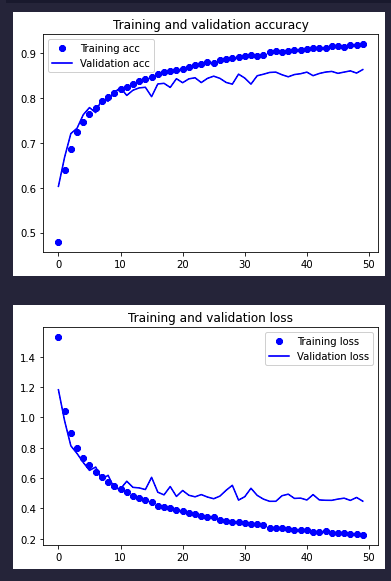 Training and validation accuracy
Training acc
Validation acc
0.9
0.8
0.7
0.6
0.5
0 10 20 30 40 50
Training and validation loss
Training loss
Validation loss
1.4
1.2
1.0
0.8
0.6
0.4
0.2
0 10 20 30 40 50